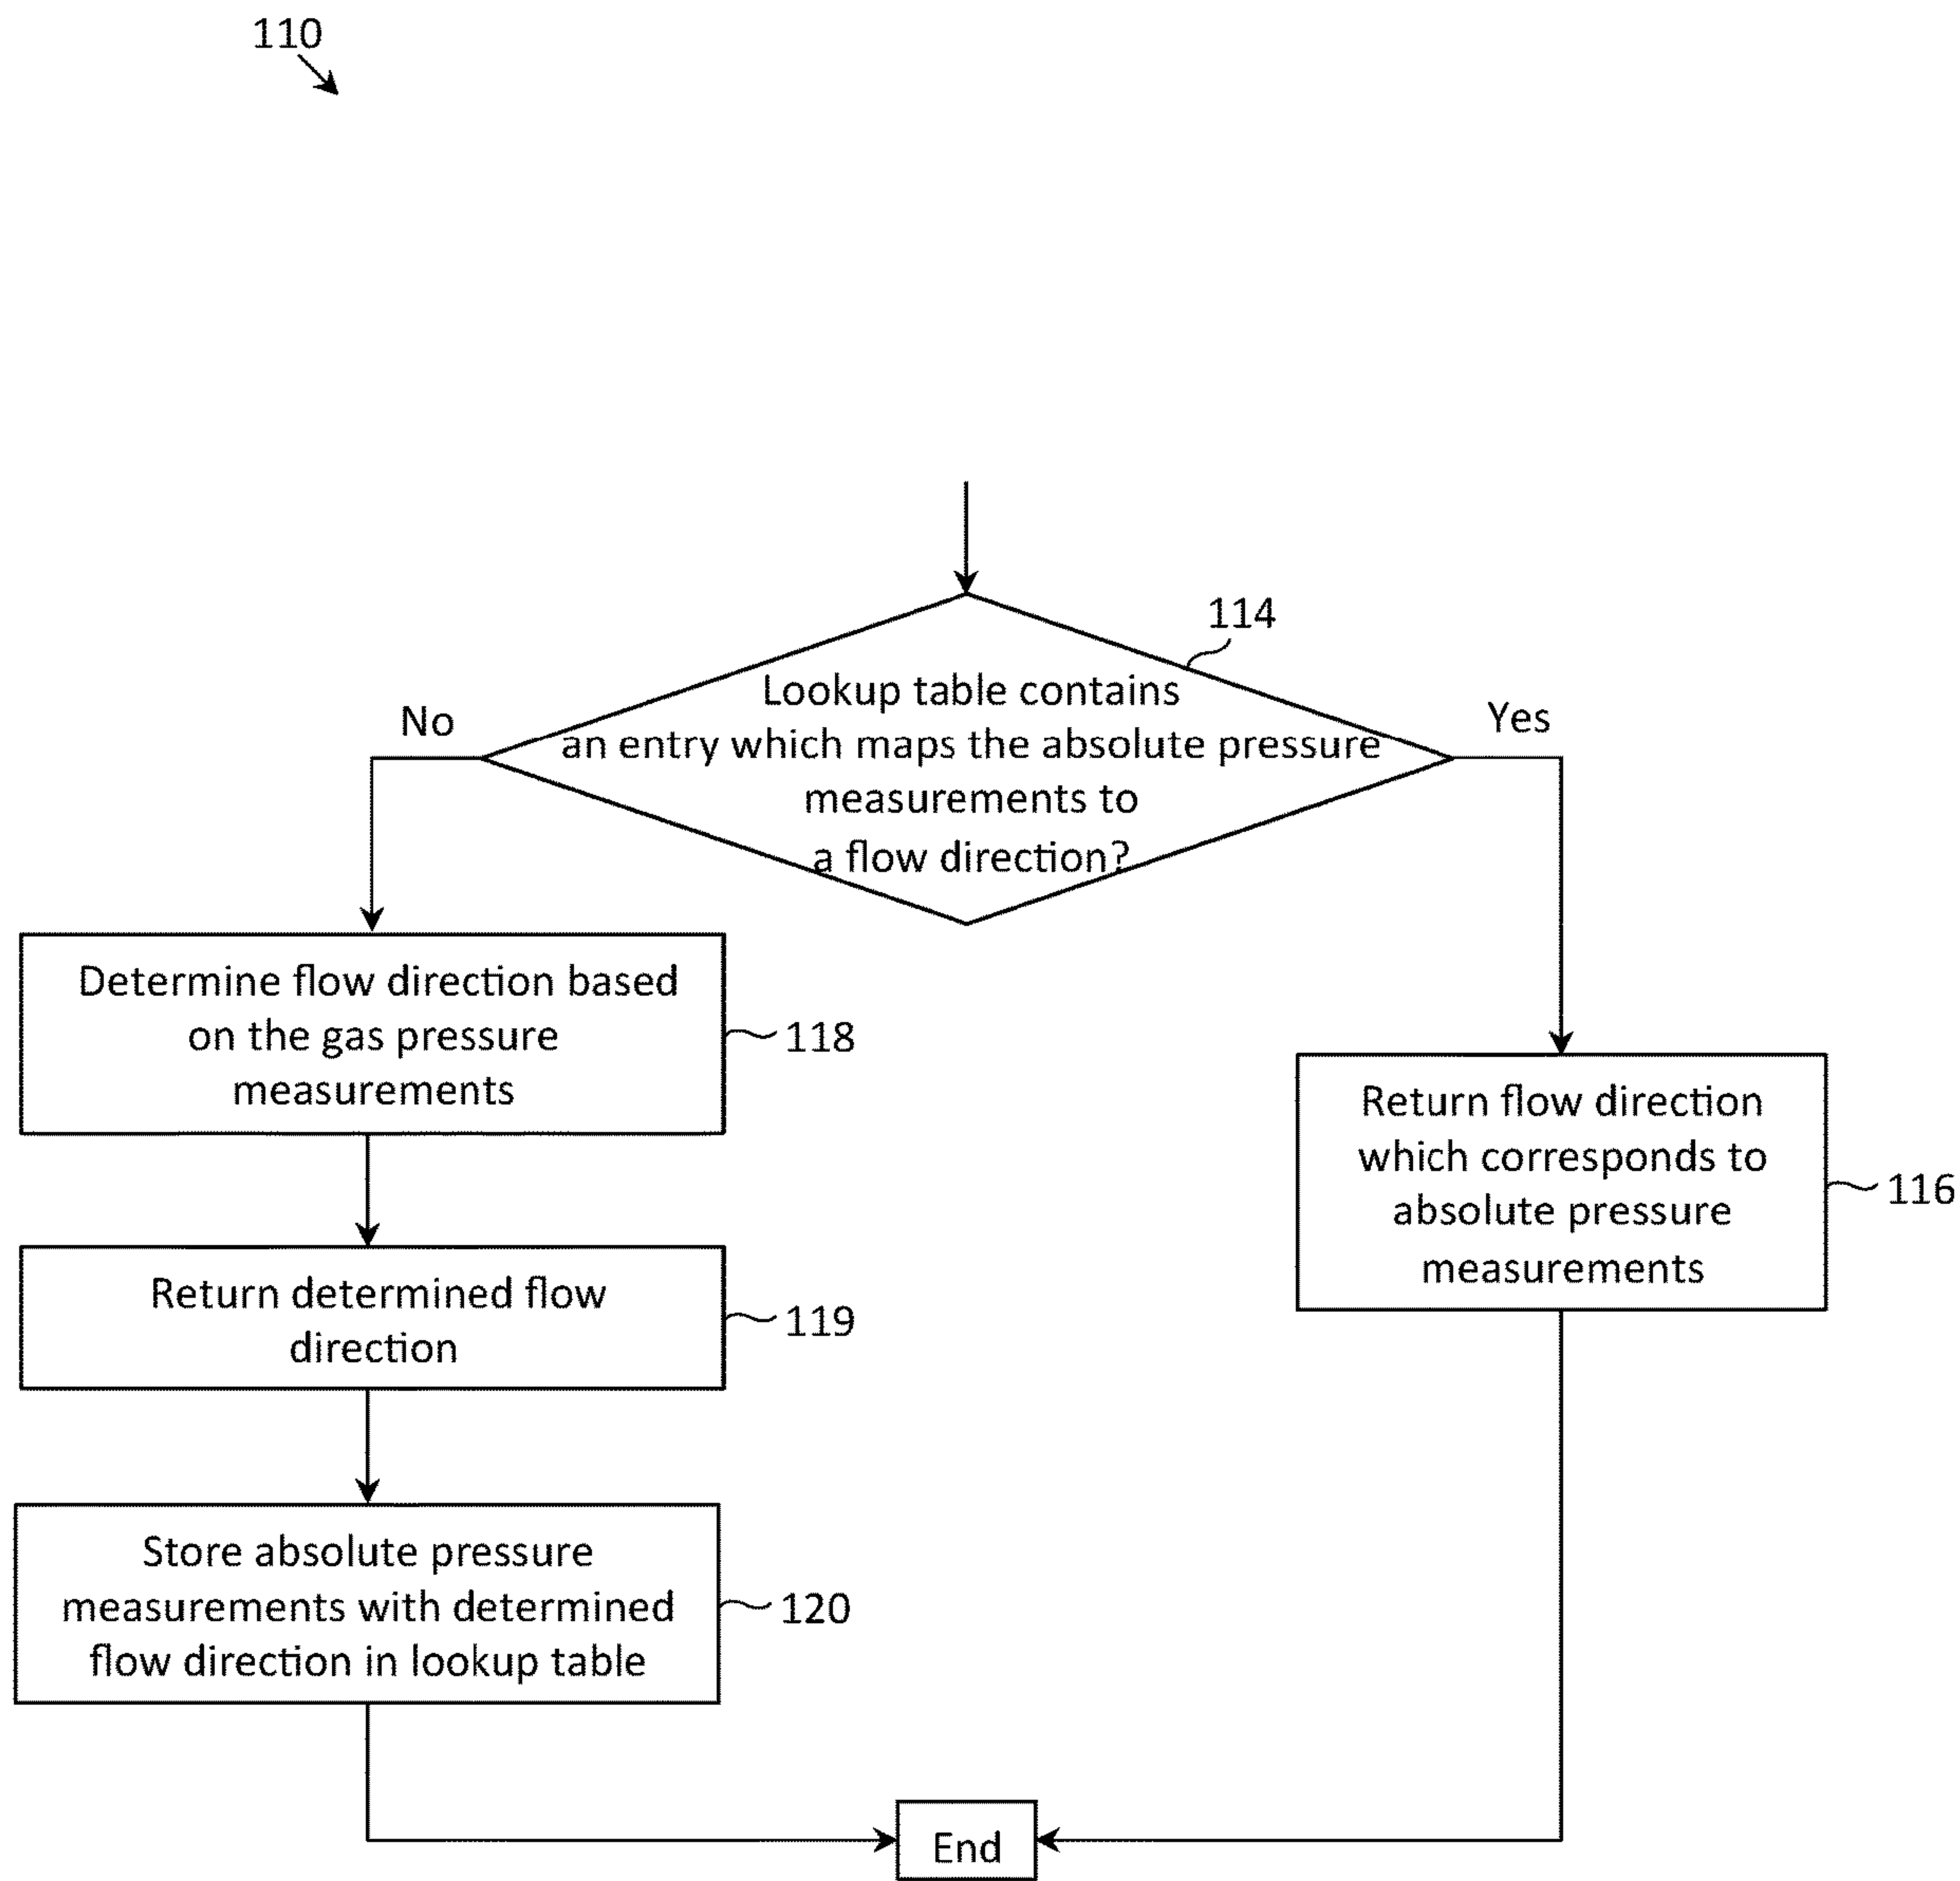 110
114
Lookup table contains
an entry which maps the absolute pressure
measurements to
a flow direction?
No
Yes
Determine flow direction based
on the gas pressure
measurements
118
Return flow direction
which corresponds to
absolute pressure
measurements
116
Return determined flow
direction
119
Store absolute pressure
measurements with determined
flow direction in lookup table
120
End